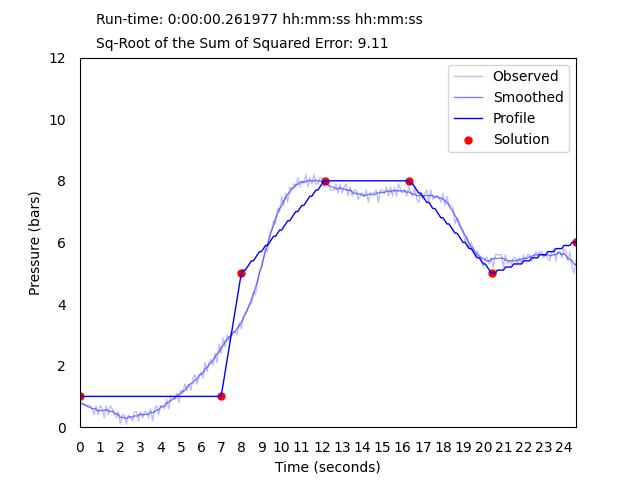 Run-time: 0:00:00.261977 hh:mm:ss hh:mm:ss
Sq-Root of the Sum of Squared Error: 9.11
Observed
Smoothed
Profile
Solution
Pressure (bars)
12
10
8
6
4
2
0
0 1 2 3 4 5 6 7 8 9 10 11 12 13 14 15 16 17 18 19 20 21 22 23 24
Time (seconds)